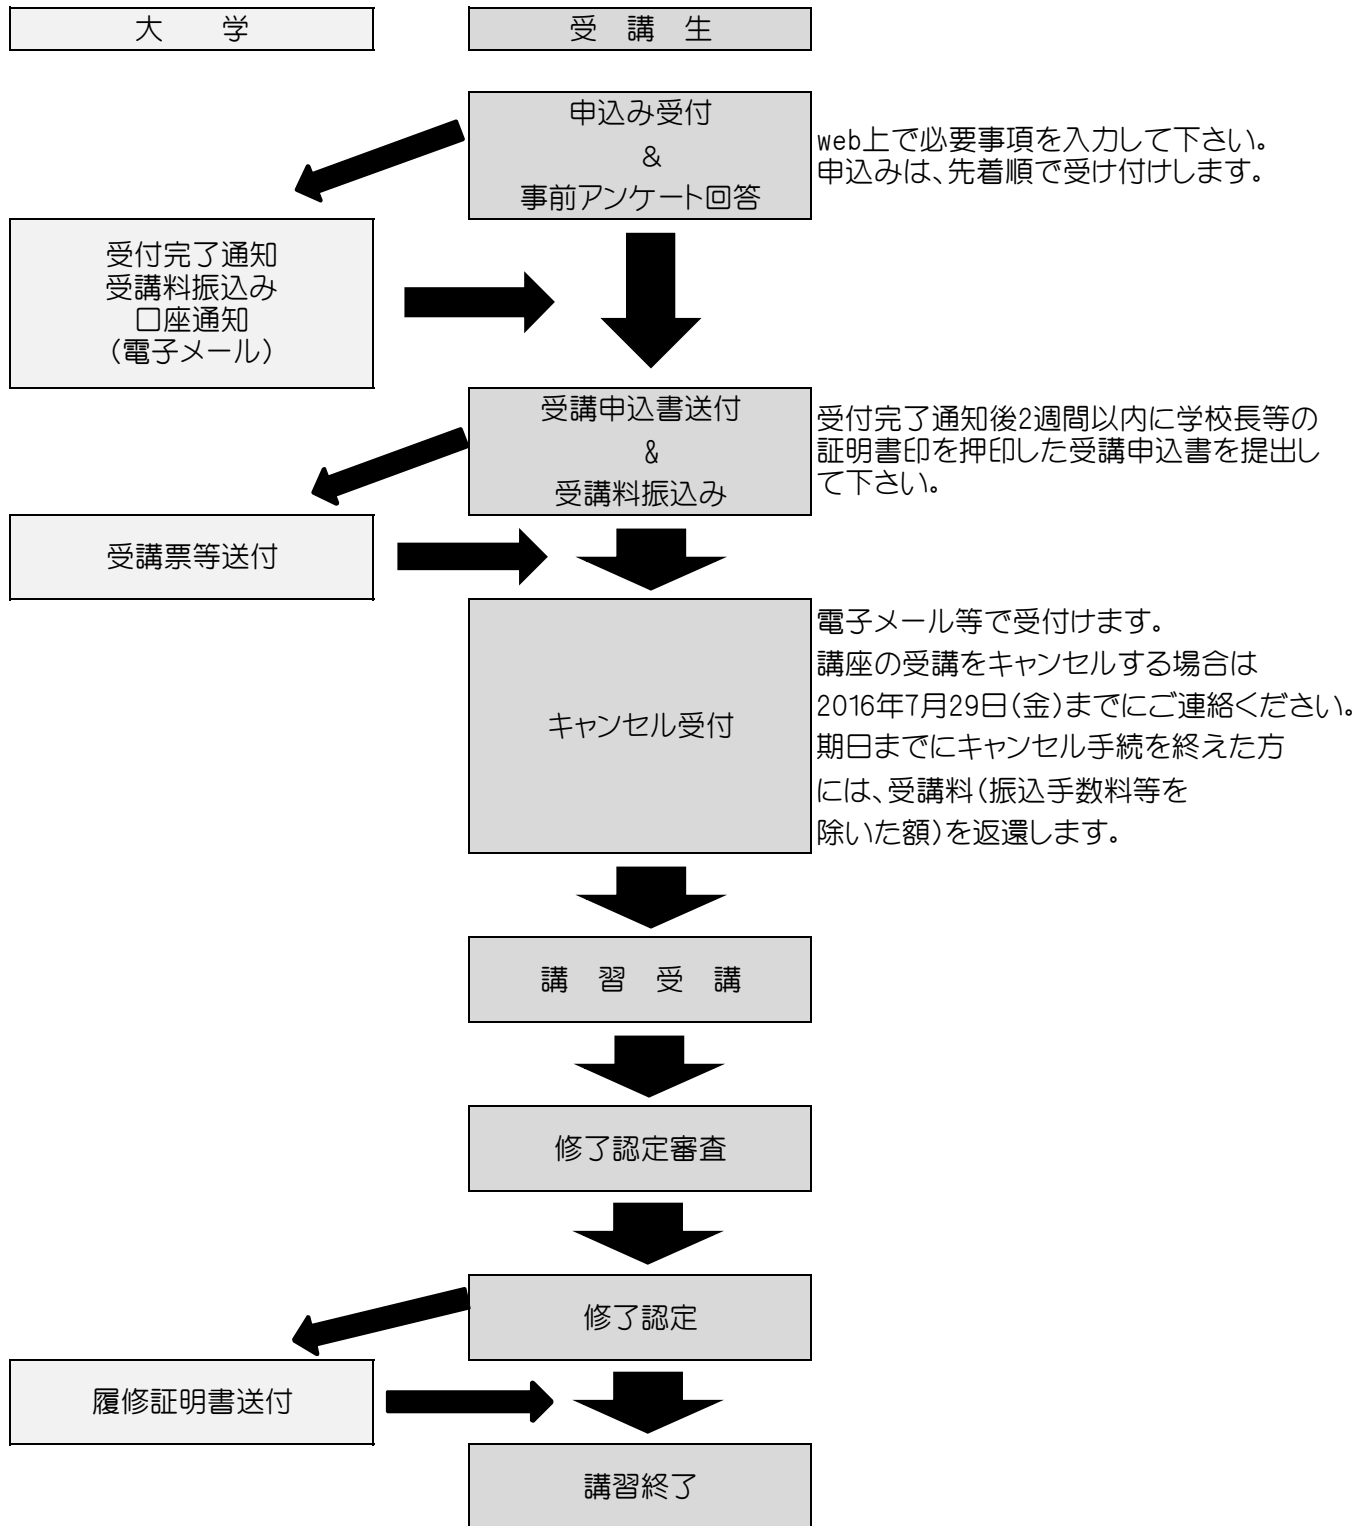 大　学
受　講　生
申込み受付
&
事前アンケート回答
web上で必要事項を入力して下さい。
申込みは、先着順で受け付けします。
受付完了通知
受講料振込み
口座通知
（電子メール）
受講申込書送付
&
受講料振込み
受付完了通知後2週間以内に学校長等の
証明書印を押印した受講申込書を提出し
て下さい。
受講票等送付
キャンセル受付
電子メール等で受付けます。
講座の受講をキャンセルする場合は
2016年7月29日（金）までにご連絡ください。
期日までにキャンセル手続を終えた方
には、受講料（振込手数料等を
除いた額）を返還します。
講　習　受　講
修了認定審査
修了認定
履修証明書送付
講習終了